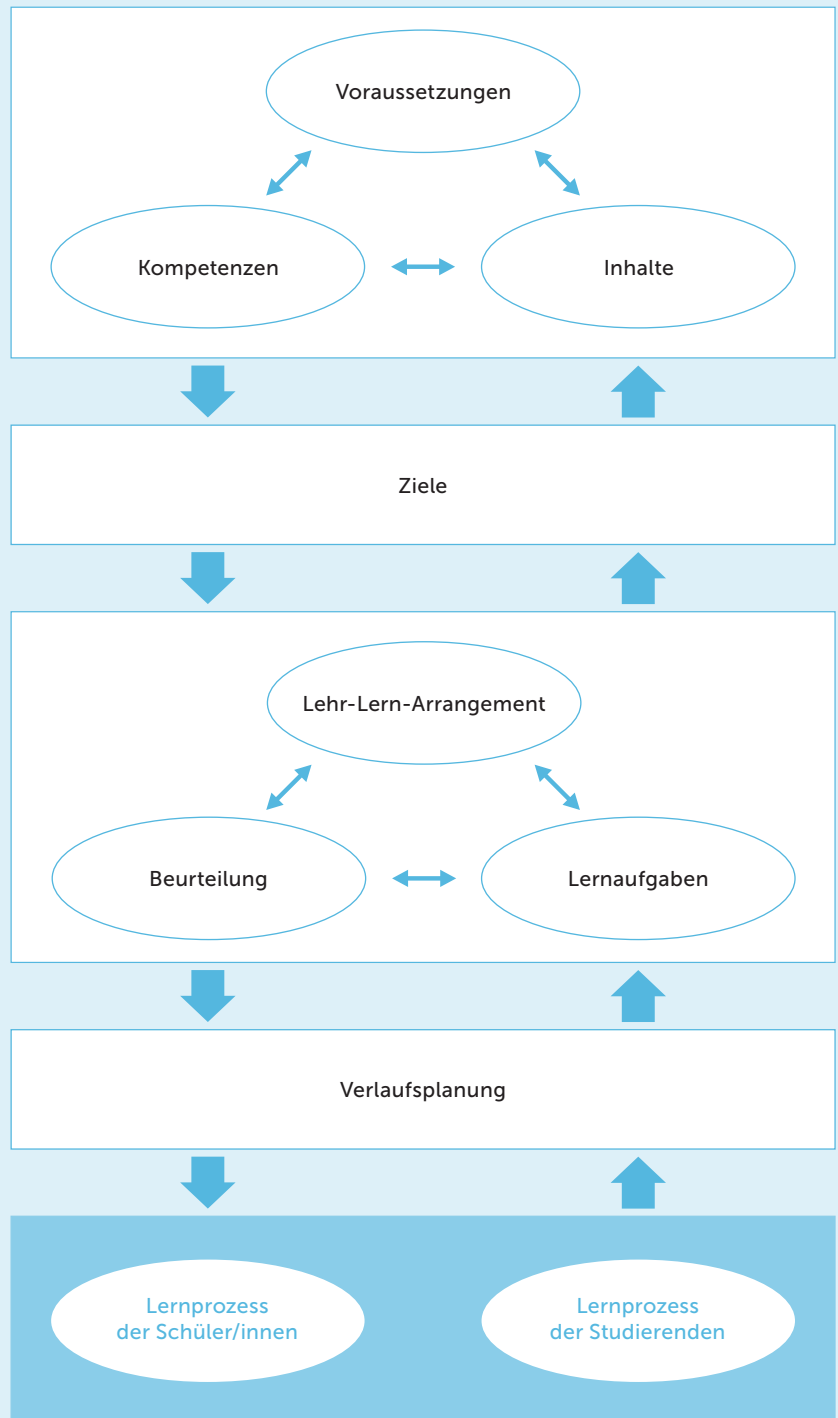 Voraussetzungen
Kompetenzen
Inhalte
Ziele
Lehr-Lern-Arrangement
Beurteilung
Lernaufgaben
Verlaufsplanung
Lernprozess
der Schüler/innen
Lernprozess
der Studierenden